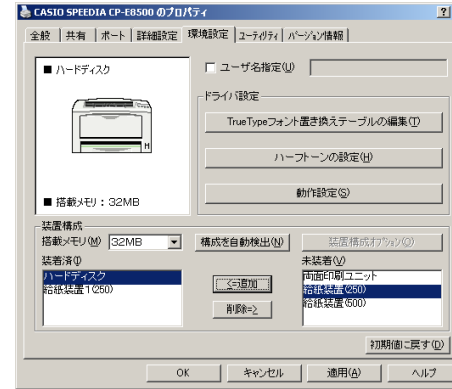 CASIO SPEEDIA CP-E8500 のプロパティ
全般 共有 ポート 詳細設定 環境設定 ユーティリティ バージョン情報
■ ハードディスク
ユーザ名指定(U)
ドライバ設定
TrueTypeフォント置き換えテーブルの編集(T)
ハーフトーンの設定(H)
H
動作設定(S)
■ 搭載メモリ : 32MB
装置構成
搭載メモリ(M) 32MB 構成を自動検出(N) 装置構成オプション(O)
装着済(I) 未装着(V)
ハードディスク 両面印刷ユニット
給紙装置1(250) <=追加 給紙装置(250)
削除=> 給紙装置(500)
初期値に戻す(D)
OK キャンセル 適用(A) ヘルプ